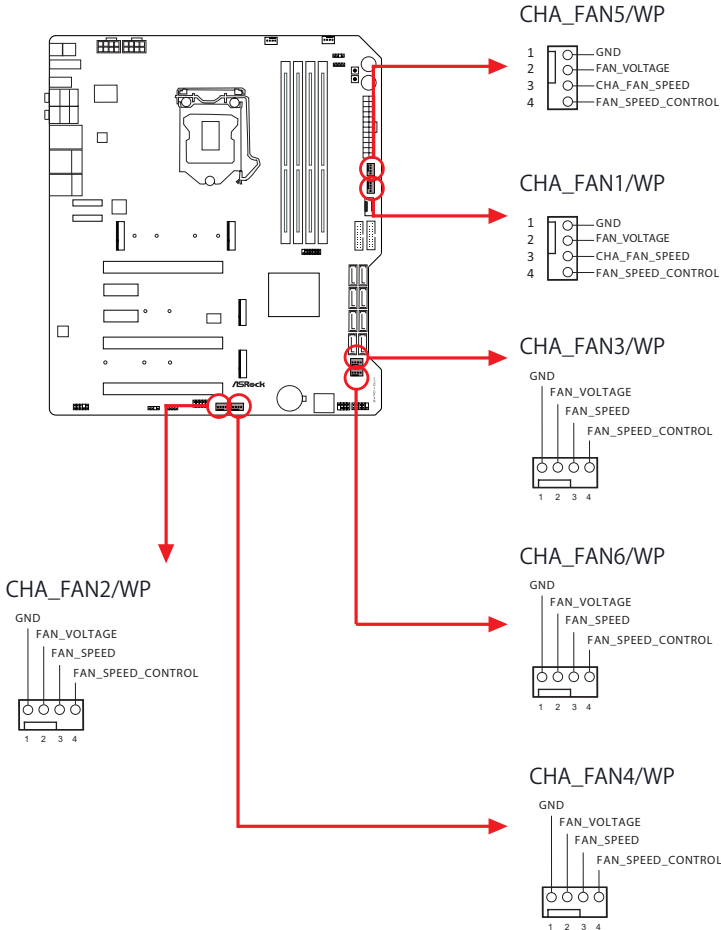 CHA_FAN5/WP
1 GND
2 FAN_VOLTAGE
3 CHA_FAN_SPEED
4 FAN_SPEED_CONTROL
CHA_FAN1/WP
1 GND
2 FAN_VOLTAGE
3 CHA_FAN_SPEED
4 FAN_SPEED_CONTROL
CHA_FAN3/WP
GND
FAN_VOLTAGE
FAN_SPEED
FAN_SPEED_CONTROL
1 2 3 4
/ISRock
CHA_FAN6/WP
GND
FAN_VOLTAGE
FAN_SPEED
FAN_SPEED_CONTROL
1 2 3 4
CHA_FAN2/WP
GND
FAN_VOLTAGE
FAN_SPEED
FAN_SPEED_CONTROL
1 2 3 4
CHA_FAN4/WP
GND
FAN_VOLTAGE
FAN_SPEED
FAN_SPEED_CONTROL
1 2 3 4